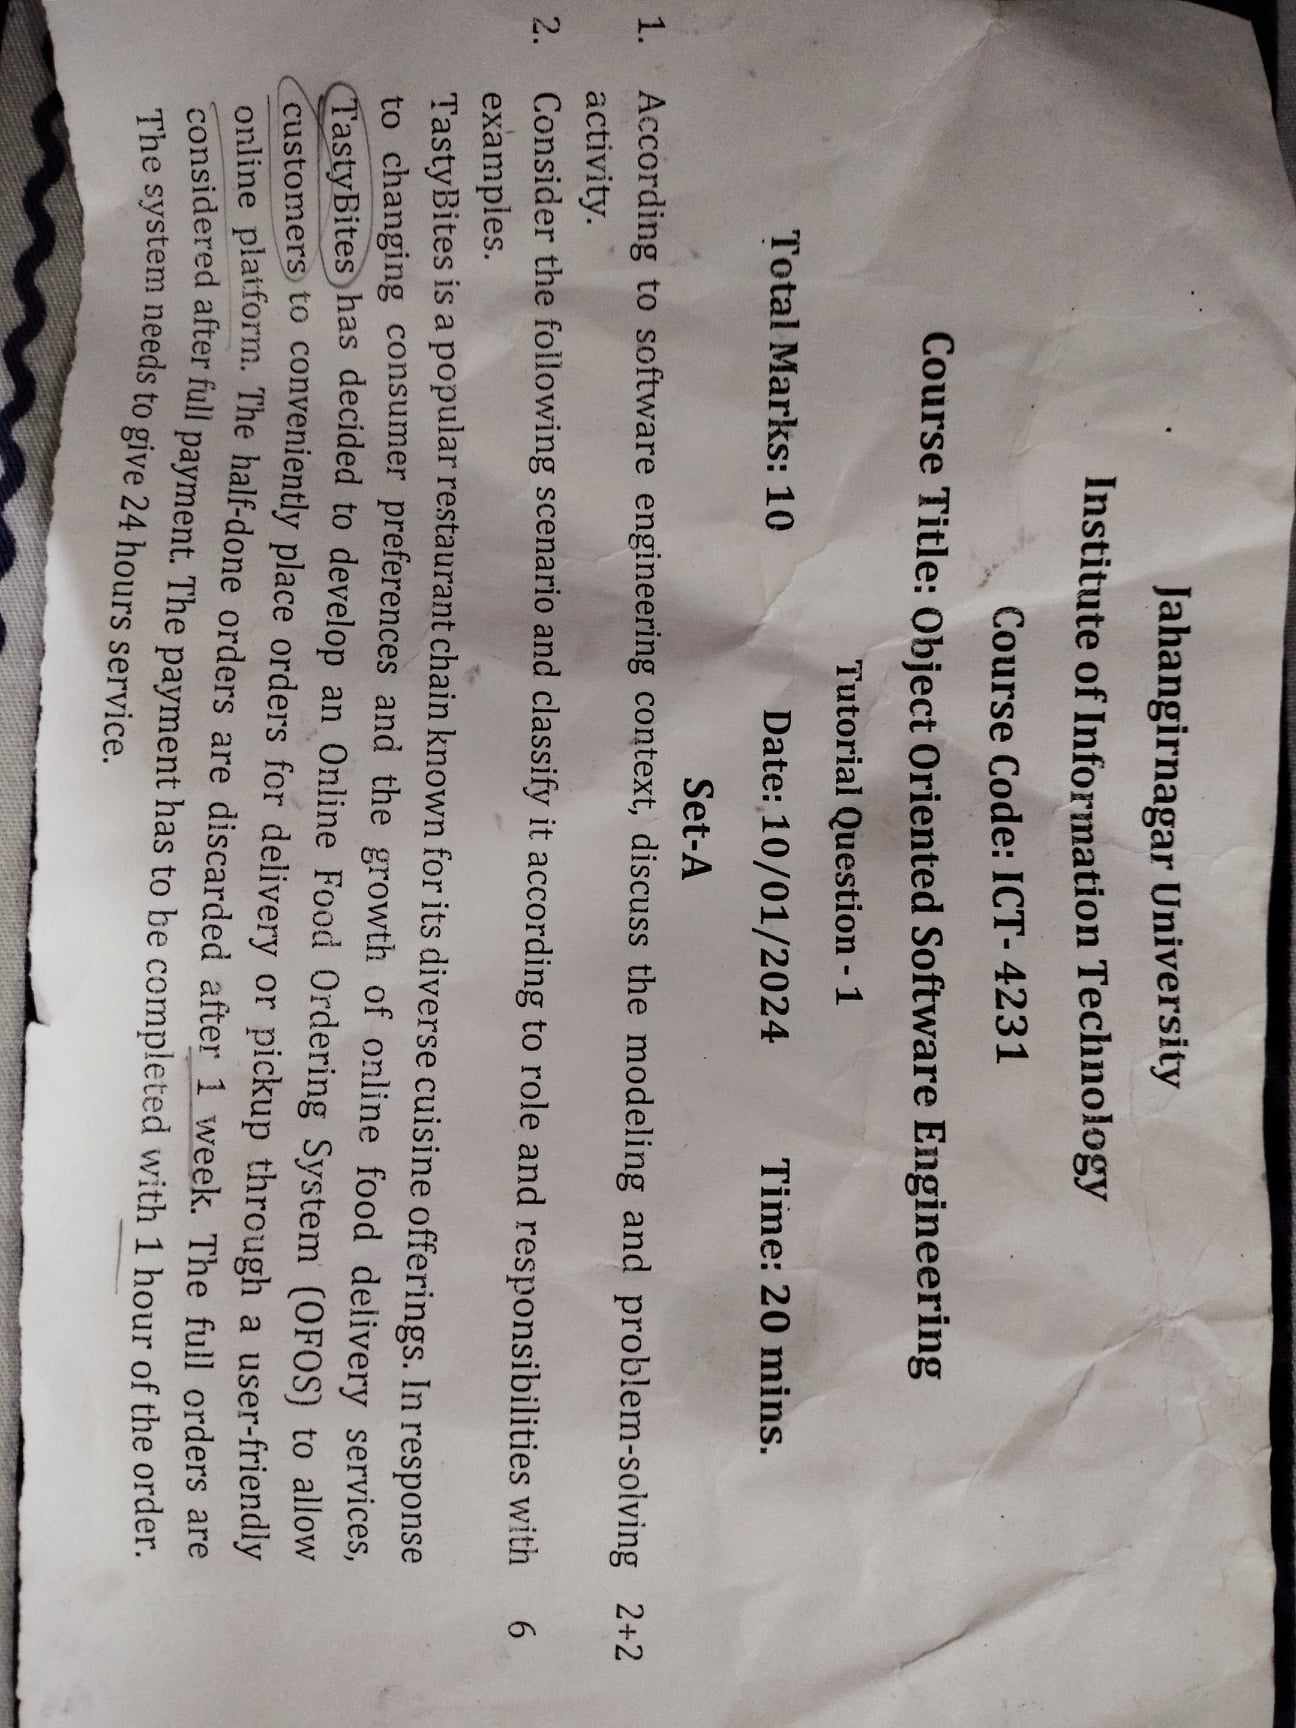 Jahangirnagar University
Institute of Information Technology
Course Code: ICT- 4231
Course Title: Object Oriented Software Engineering
Tutorial Question - 1
Total Marks: 10 Date: 10/01/2024 Time: 20 mins.
Set-A
1. According to software engineering context, discuss the modeling and problem-solving 2+2
activity.
2. Consider the following scenario and classify it according to role and responsibilities with 6
examples.
TastyBites is a popular restaurant chain known for its diverse cuisine offerings. In response
to changing consumer preferences and the growth of online food delivery services,
TastyBites has decided to develop an Online Food Ordering System (OFOS) to allow
customers to conveniently place orders for delivery or pickup through a user-friendly
online platform. The half-done orders are discarded after 1 week. The full orders are
considered after full payment. The payment has to be completed with 1 hour of the order.
The system needs to give 24 hours service.